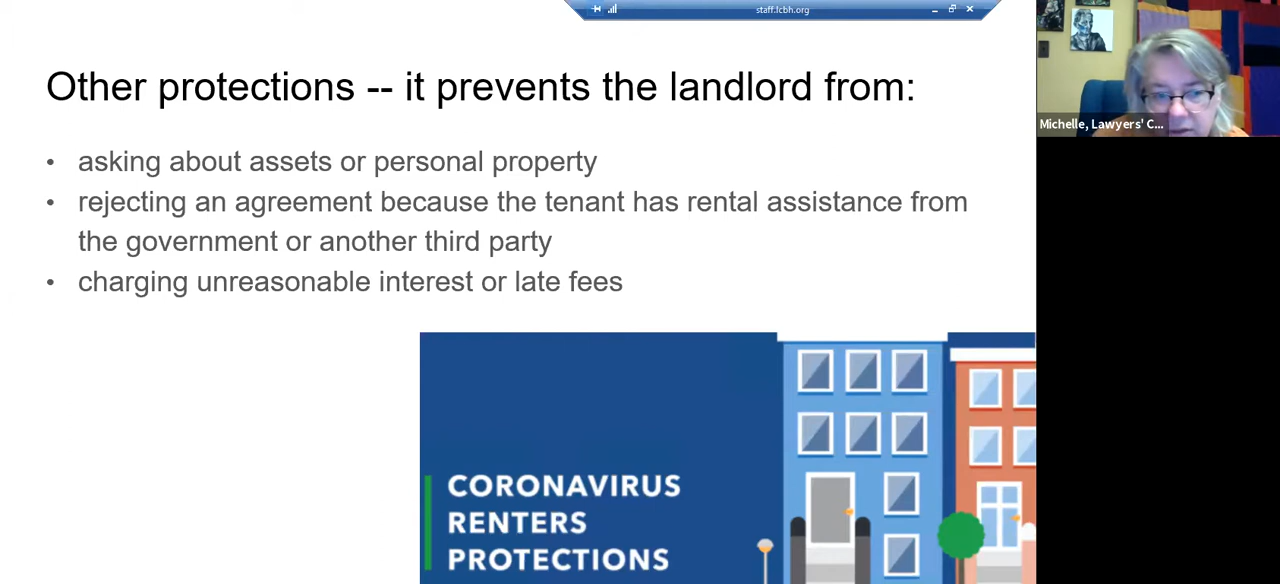 staff.lcbh.org
Other protections -- it prevents the landlord from:
• asking about assets or personal property
• rejecting an agreement because the tenant has rental assistance from
the government or another third party
• charging unreasonable interest or late fees
Michelle, Lawyers' C...
CORONAVIRUS
RENTERS
PROTECTIONS